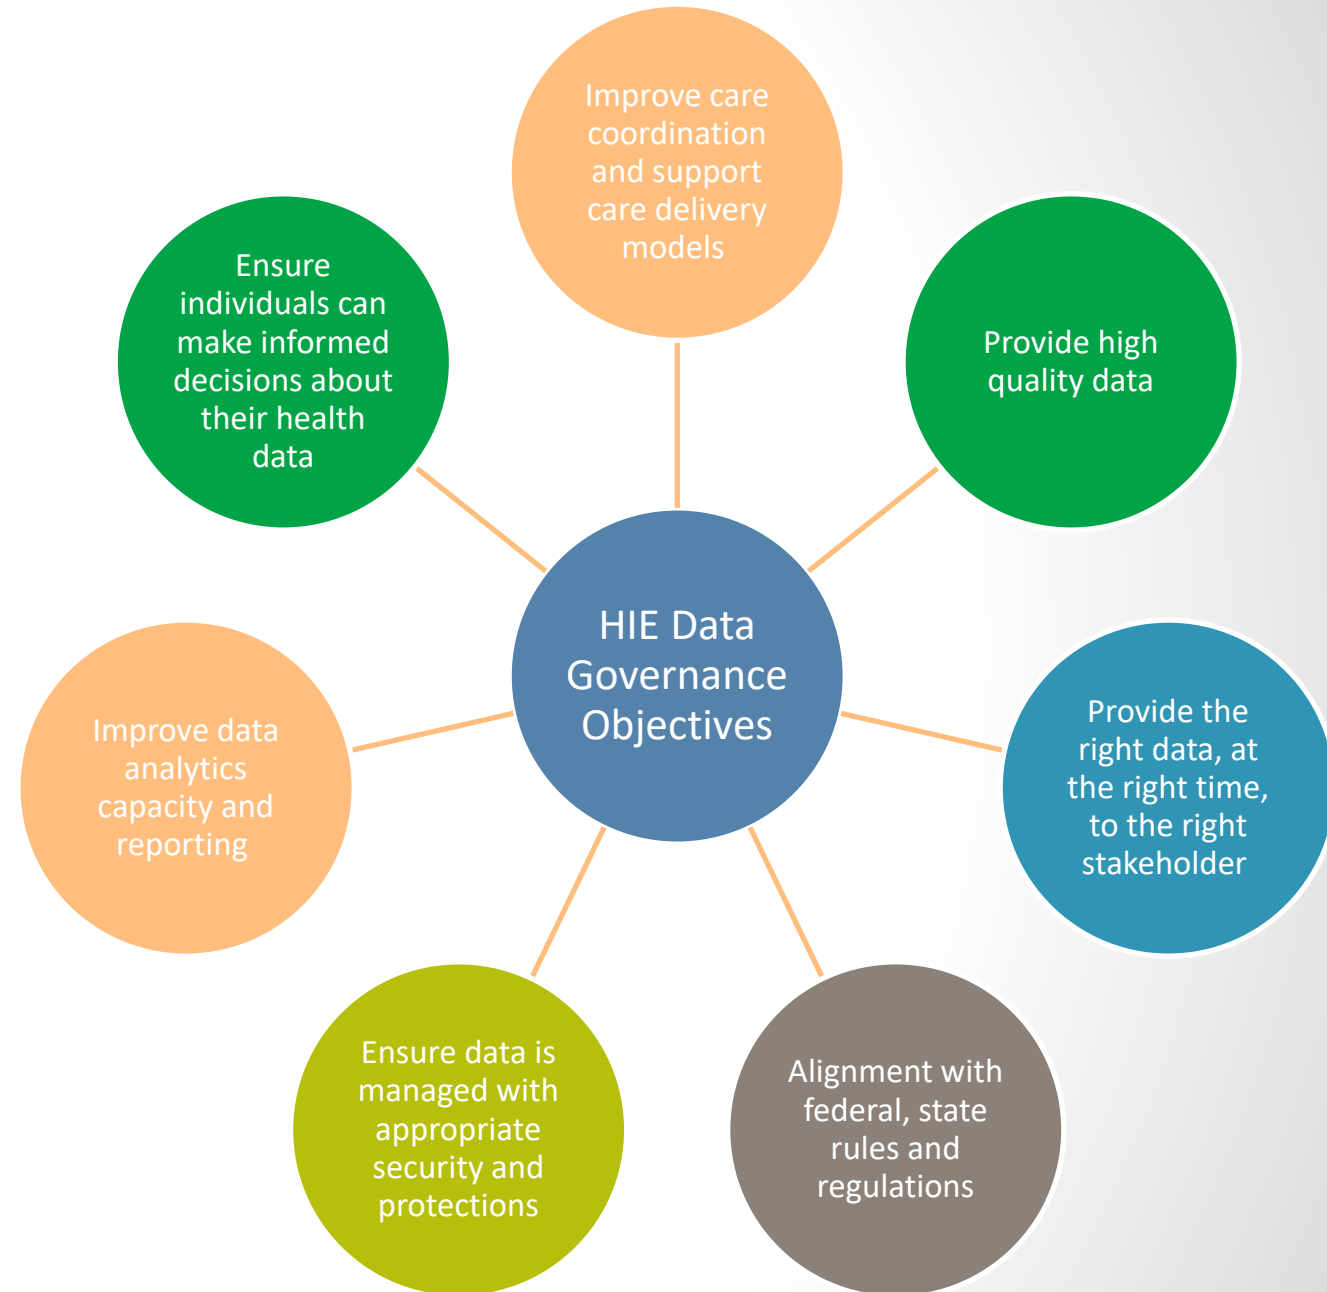 Improve care
coordination
and support
care delivery
models
Provide high
quality data
Provide the
right data, at
the right time,
to the right
stakeholder
Alignment with
federal, state
rules and
regulations
Ensure data is
managed with
appropriate
security and
protections
Improve data
analytics
capacity and
reporting
Ensure
individuals can
make informed
decisions about
their health
data
HIE Data
Governance
Objectives